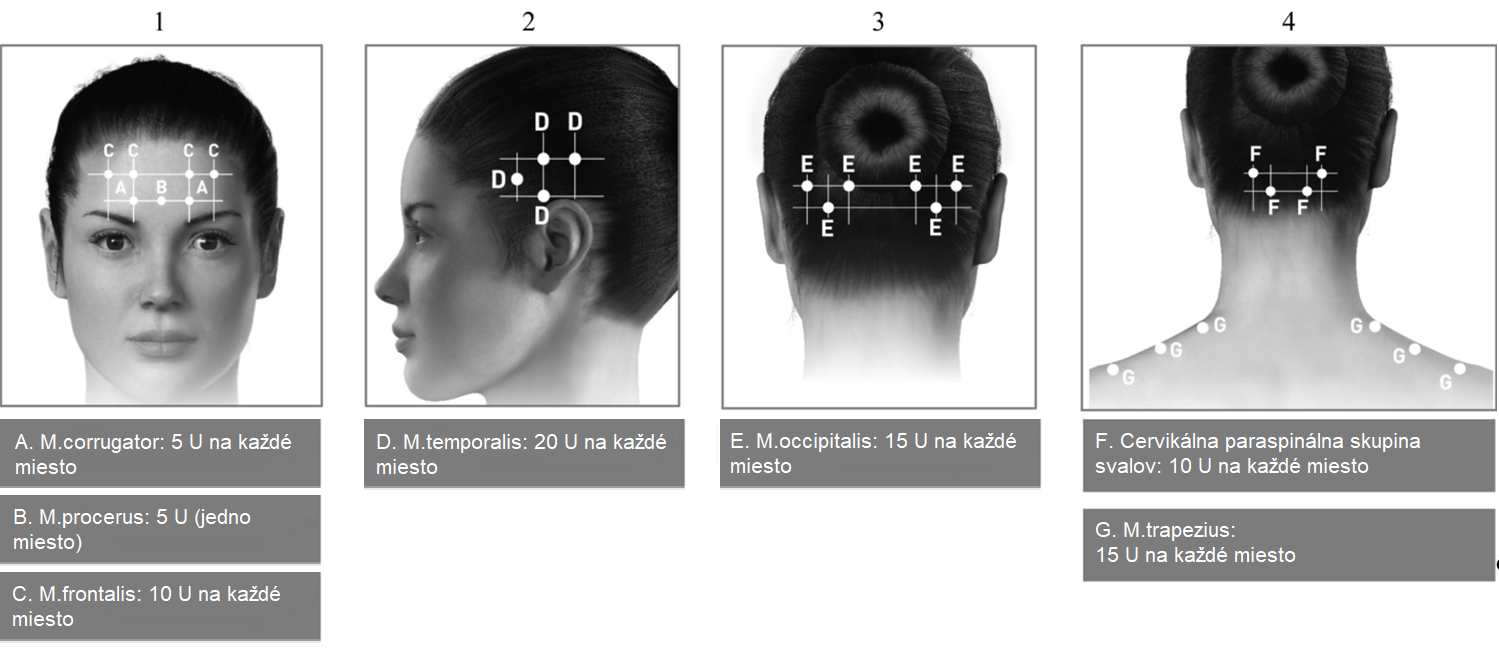 1
2
3
4
C C C C
A B A
D D
D
D
E E E E
E E
F F
F F
G G
G G
G G
A. M.corrugator: 5 U na každé
miesto
B. M.procerus: 5 U (jedno
miesto)
C. M.frontalis: 10 U na každé
miesto
D. M.temporalis: 20 U na každé
miesto
E. M.occipitalis: 15 U na každé
miesto
F. Cervikálna paraspinálna skupina
svalov: 10 U na každé miesto
G. M.trapezius:
15 U na každé miesto